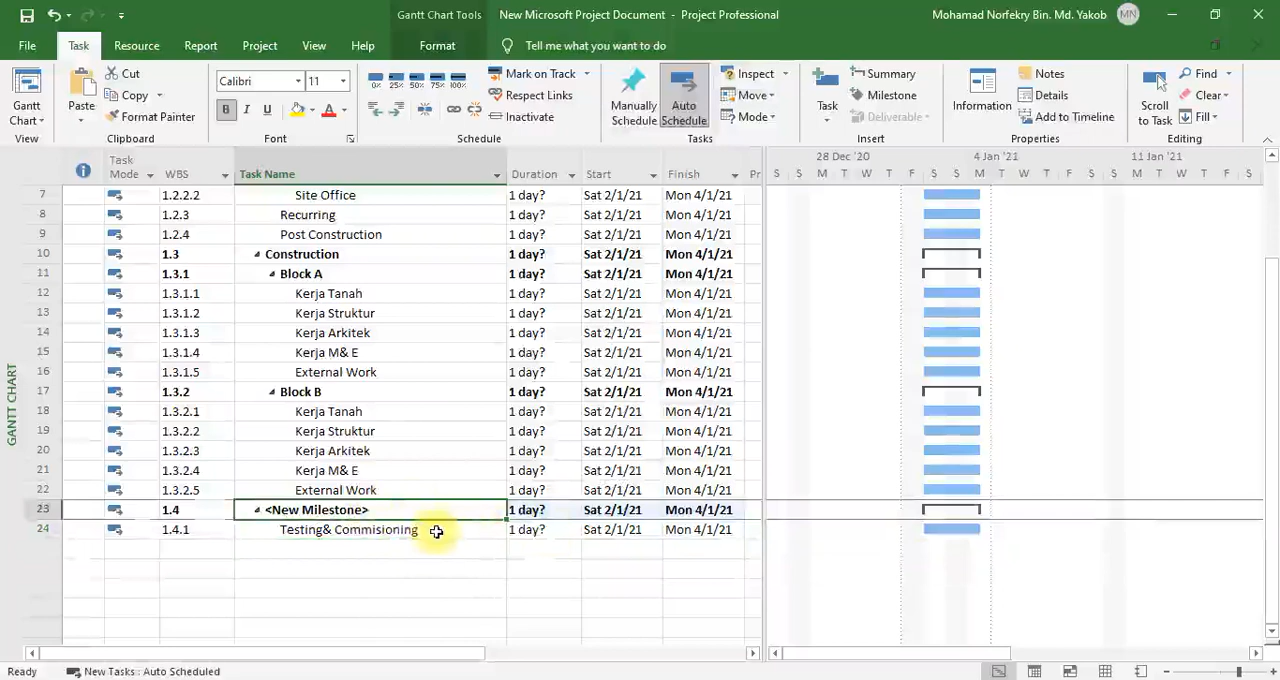 Gantt Chart Tools New Microsoft Project Document - Project Professional Mohamad Norfekry Bin. Md. Yakob MN
File Task Resource Report Project View Help Format Tell me what you want to do
Gantt Chart
View
Paste
Cut
Copy
Format Painter
Clipboard
Calibri 11
B I U A
Font
0% 25% 50% 75% 100%
Mark on Track
Respect Links
Inactivate
Schedule
Manually Schedule
Auto Schedule
Inspect
Move
Mode
Tasks
Task
Summary
Milestone
Deliverable
Insert
Information
Notes
Details
Add to Timeline
Properties
Scroll to Task
Find
Clear
Fill
Editing
Task Mode WBS Task Name Duration Start Finish Pr
28 Dec '20 4 Jan '21 11 Jan '21
S S M T W T F S S M T W T F S S M T W T F S
GANTT CHART
7 1.2.2.2 Site Office 1 day? Sat 2/1/21 Mon 4/1/21
8 1.2.3 Recurring 1 day? Sat 2/1/21 Mon 4/1/21
9 1.2.4 Post Construction 1 day? Sat 2/1/21 Mon 4/1/21
10 1.3 Construction 1 day? Sat 2/1/21 Mon 4/1/21
11 1.3.1 Block A 1 day? Sat 2/1/21 Mon 4/1/21
12 1.3.1.1 Kerja Tanah 1 day? Sat 2/1/21 Mon 4/1/21
13 1.3.1.2 Kerja Struktur 1 day? Sat 2/1/21 Mon 4/1/21
14 1.3.1.3 Kerja Arkitek 1 day? Sat 2/1/21 Mon 4/1/21
15 1.3.1.4 Kerja M& E 1 day? Sat 2/1/21 Mon 4/1/21
16 1.3.1.5 External Work 1 day? Sat 2/1/21 Mon 4/1/21
17 1.3.2 Block B 1 day? Sat 2/1/21 Mon 4/1/21
18 1.3.2.1 Kerja Tanah 1 day? Sat 2/1/21 Mon 4/1/21
19 1.3.2.2 Kerja Struktur 1 day? Sat 2/1/21 Mon 4/1/21
20 1.3.2.3 Kerja Arkitek 1 day? Sat 2/1/21 Mon 4/1/21
21 1.3.2.4 Kerja M& E 1 day? Sat 2/1/21 Mon 4/1/21
22 1.3.2.5 External Work 1 day? Sat 2/1/21 Mon 4/1/21
23 1.4 <New Milestone> 1 day? Sat 2/1/21 Mon 4/1/21
24 1.4.1 Testing& Commisioning 1 day? Sat 2/1/21 Mon 4/1/21
Ready New Tasks : Auto Scheduled